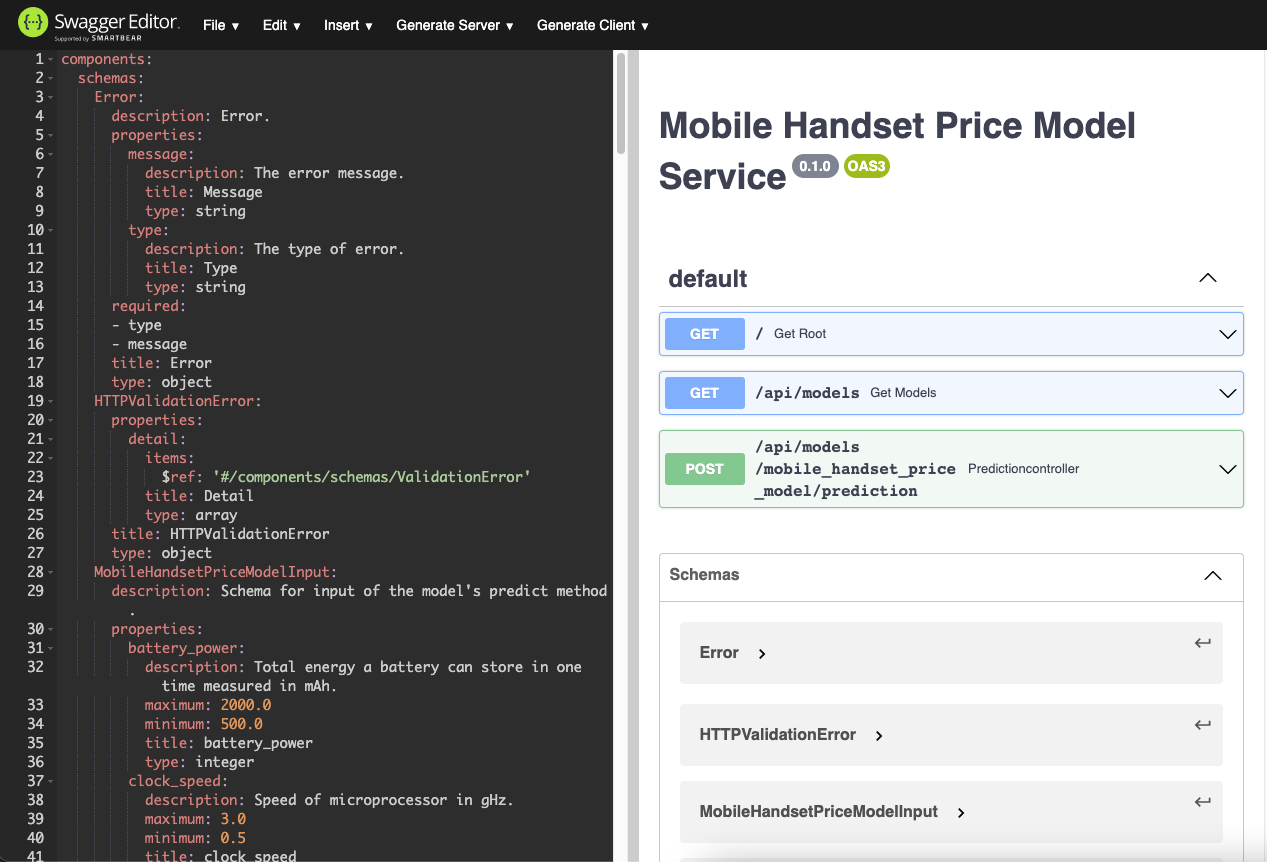 Swagger Editor.
Supported by SMARTBEAR
File ▼ Edit ▼ Insert ▼ Generate Server ▼ Generate Client ▼
1 components:
2 schemas:
3 Error:
4 description: Error.
5 properties:
6 message:
7 description: The error message.
8 title: Message
9 type: string
10 type:
11 description: The type of error.
12 title: Type
13 type: string
14 required:
15 - type
16 - message
17 title: Error
18 type: object
19 HTTPValidationError:
20 properties:
21 detail:
22 items:
23 $ref: '#/components/schemas/ValidationError'
24 title: Detail
25 type: array
26 title: HTTPValidationError
27 type: object
28 MobileHandsetPriceModelInput:
29 description: Schema for input of the model's predict method
.
30 properties:
31 battery_power:
32 description: Total energy a battery can store in one
time measured in mAh.
33 maximum: 2000.0
34 minimum: 500.0
35 title: battery_power
36 type: integer
37 clock_speed:
38 description: Speed of microprocessor in gHz.
39 maximum: 3.0
40 minimum: 0.5
41 title: clock_speed
Mobile Handset Price Model
Service 0.1.0 OAS3
default
GET / Get Root
GET /api/models Get Models
POST /api/models
/mobile_handset_price
_model/prediction
Predictioncontroller
Schemas
Error
HTTPValidationError
MobileHandsetPriceModelInput